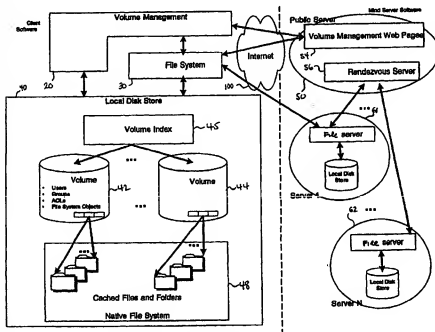 Client
Software
Volume Management
20
File System
30
Internet
100
Mind Server Software
Public Server
Volume Management Web Pages
54
56
Rendezvous Server
50
40
Local Disk Store
Volume Index
45
...
Volume
42
Users
Groups
ACLs
File System Objects
...
Volume
44
...
...
Cached Files and Folders
48
Native File System
...
61
File server
Local Disk
Store
Server 1
...
62
File server
Local Disk
Store
Server N